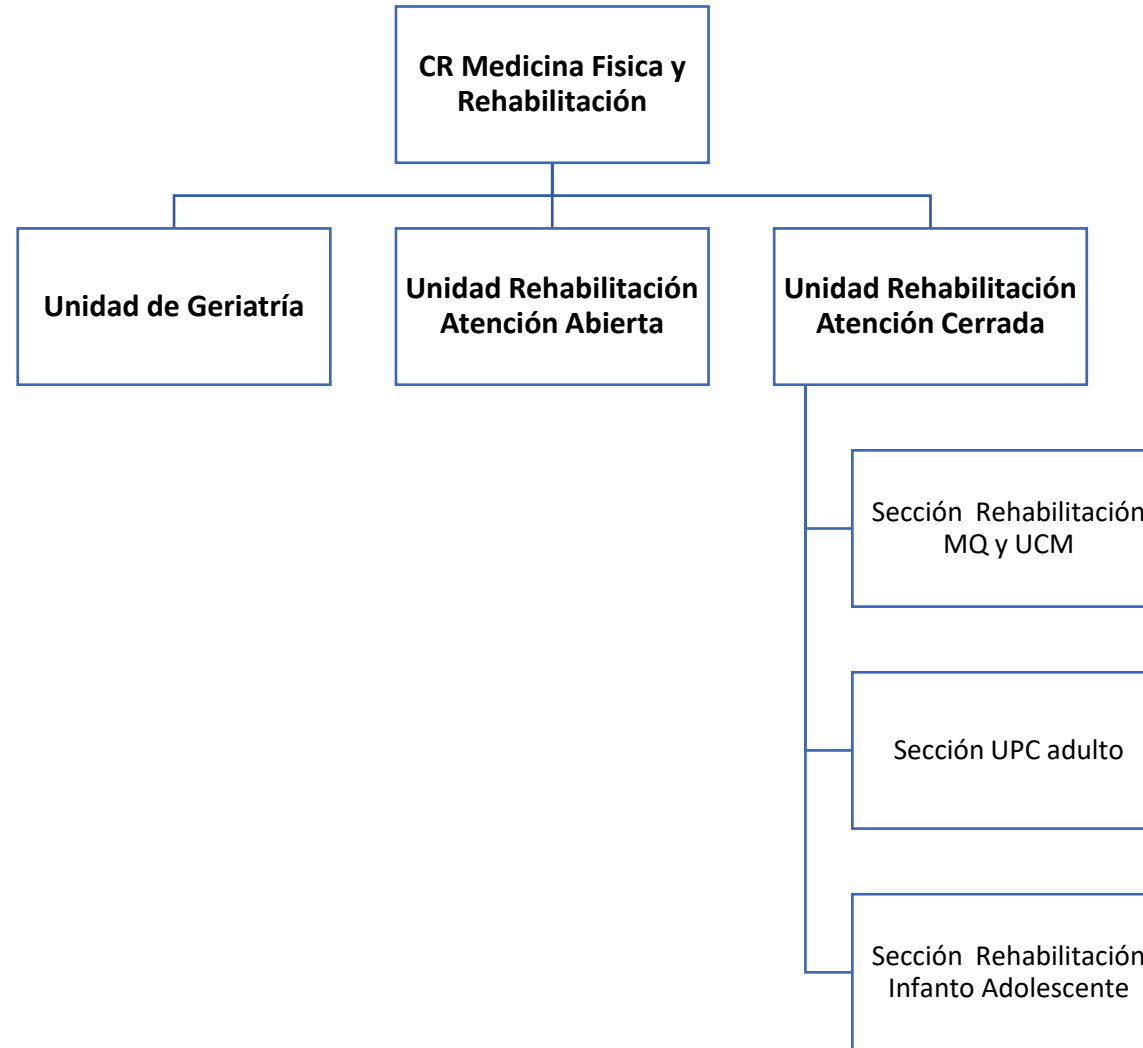 CR Medicina Fisica y
Rehabilitación
Unidad de Geriatría
Unidad Rehabilitación
Atención Abierta
Unidad Rehabilitación
Atención Cerrada
Sección  Rehabilitación
MQ y UCM
Sección UPC adulto
Sección  Rehabilitación
Infanto Adolescente